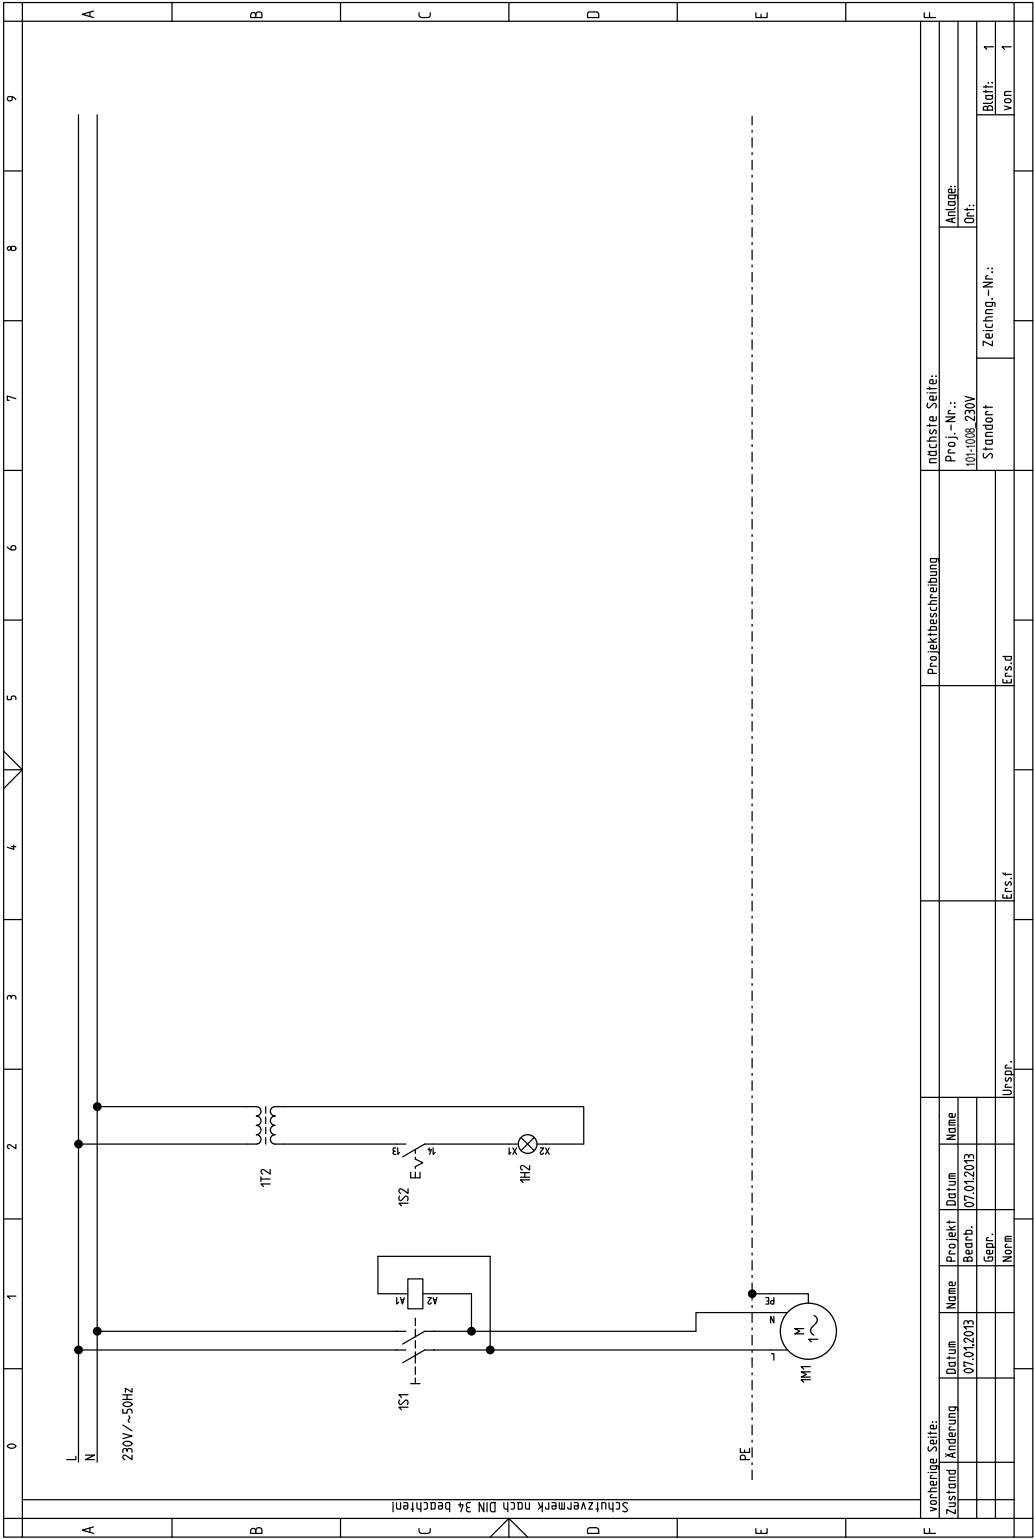 0 1 2 3 4 5 6 7 8 9
A A
L
N
230V/~50Hz
B B
1T2
C C
1S1
A1
A2
1S2
13
14
E
X1
X2
1H2
D D
Schutzvermerk nach DIN 34 beachten!
E E
PE
L
N
PE
M
1~
1M1
F F
vorherige Seite: Projektbeschreibung nächste Seite:
Zustand Änderung Datum Name Projekt Datum Name Proj.-Nr.: Anlage:
07.01.2013 Bearb. 07.01.2013 101-1008_230V Ort:
Gepr. Standort Zeichng.-Nr.: Blatt: 1
Norm Urspr. Ers.f Ers.d von 1